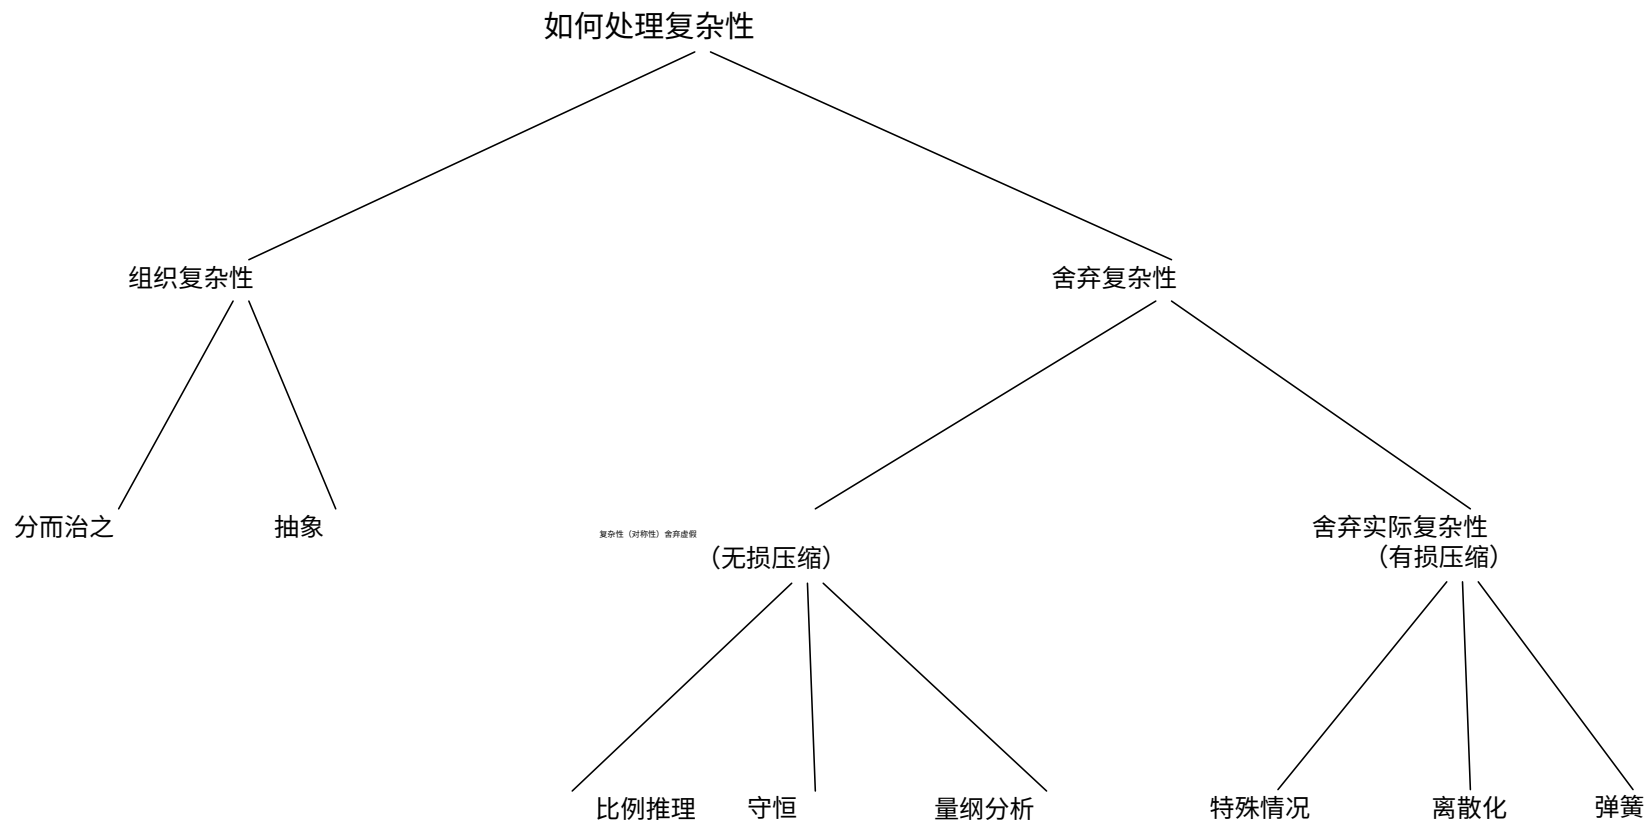 如何处理复杂性
组织复杂性
舍弃复杂性
分而治之
抽象
复杂性（对称性）舍弃虚假
（无损压缩）
舍弃实际复杂性
（有损压缩）
比例推理
守恒
量纲分析
特殊情况
离散化
弹簧